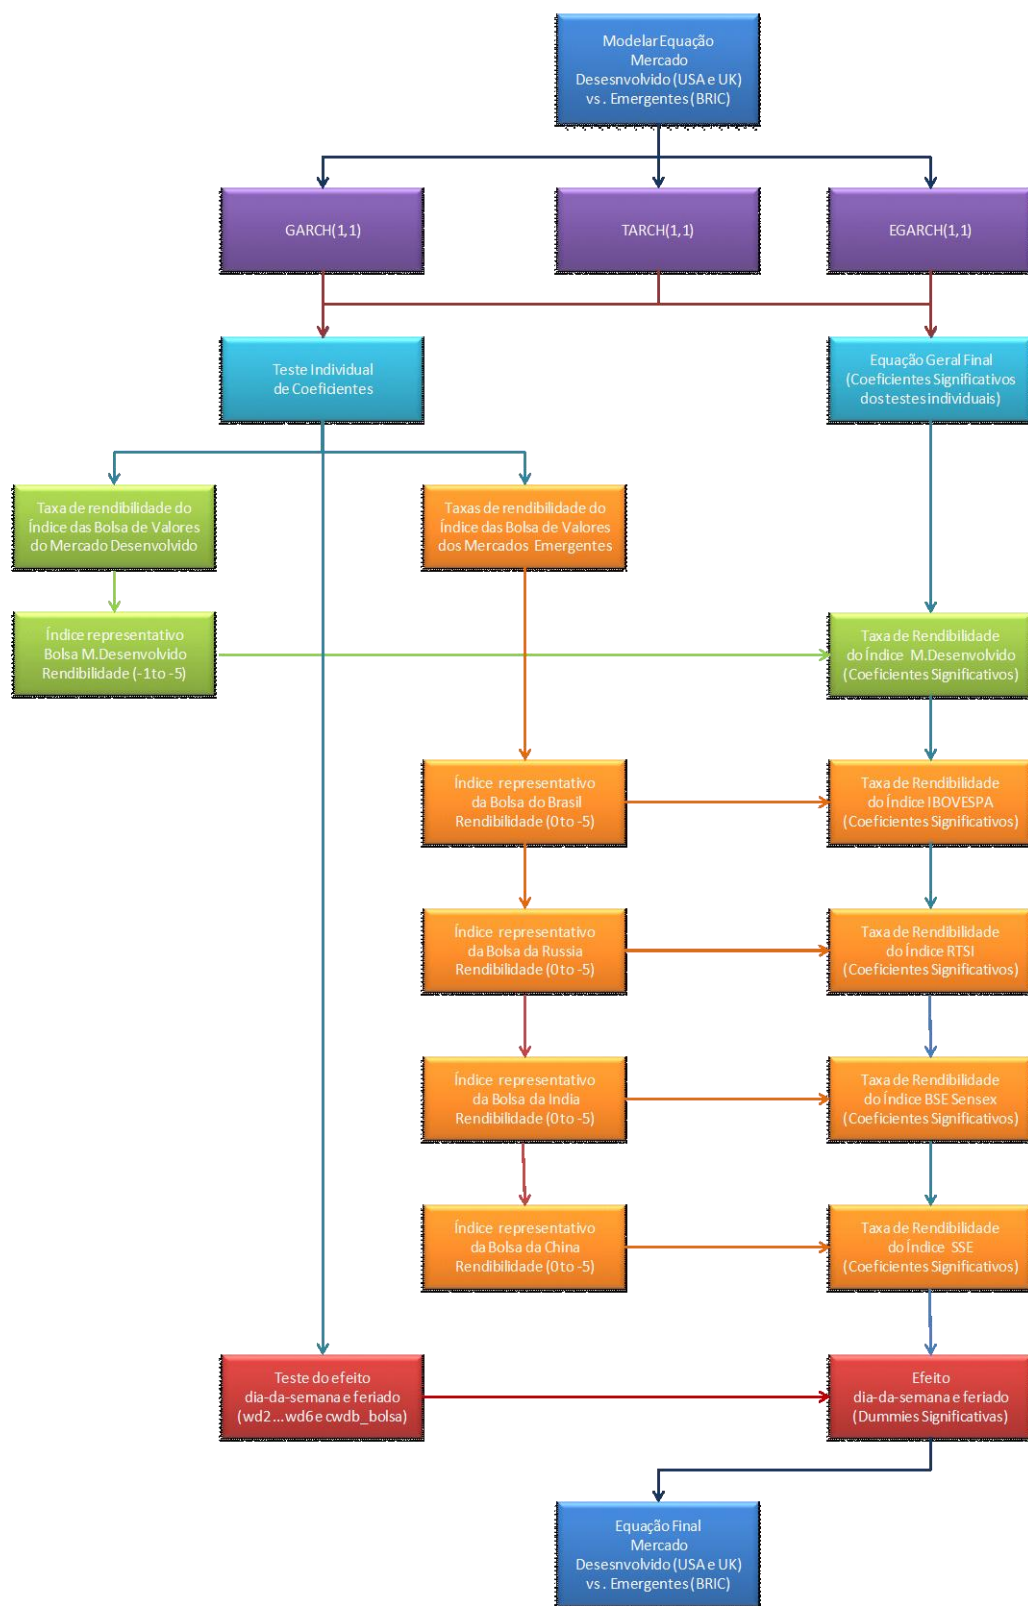 Modelar Equação
Mercado
Desesnvolvido (USA e UK)
vs. Emergentes (BRIC)
GARCH(1,1)
TARCH(1,1)
EGARCH(1,1)
Teste Individual
de Coeficientes
Equação Geral Final
(Coeficientes Significativos
dos testes individuais)
Taxa de rendibilidade do
Índice das Bolsa de Valores
do Mercado Desenvolvido
Taxas de rendibilidade do
Índice das Bolsa de Valores
dos Mercados Emergentes
Índice representativo
Bolsa M.Desenvolvido
Rendibilidade (-1 to -5)
Taxa de Rendibilidade
do Índice M.Desenvolvido
(Coeficientes Significativos)
Índice representativo
da Bolsa do Brasil
Rendibilidade (0 to -5)
Taxa de Rendibilidade
do Índice IBOVESPA
(Coeficientes Significativos)
Índice representativo
da Bolsa da Russia
Rendibilidade (0 to -5)
Taxa de Rendibilidade
do Índice RTSI
(Coeficientes Significativos)
Índice representativo
da Bolsa da India
Rendibilidade (0 to -5)
Taxa de Rendibilidade
do Índice BSE Sensex
(Coeficientes Significativos)
Índice representativo
da Bolsa da China
Rendibilidade (0 to -5)
Taxa de Rendibilidade
do Índice SSE
(Coeficientes Significativos)
Teste do efeito
dia-da-semana e feriado
(wd2...wd6 e cwdb_bolsa)
Efeito
dia-da-semana e feriado
(Dummies Significativas)
Equação Final
Mercado
Desesnvolvido (USA e UK)
vs. Emergentes (BRIC)